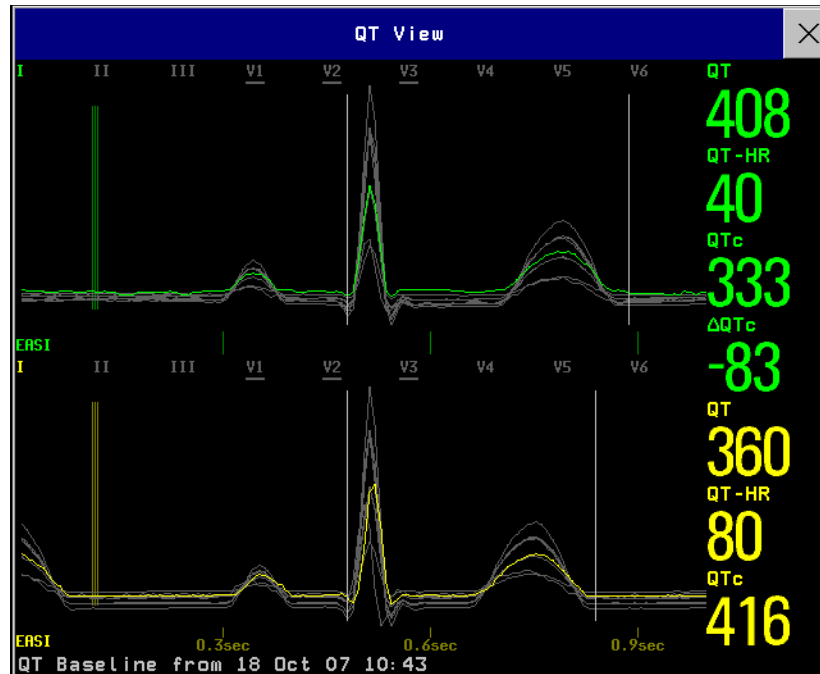 QT View
I II III V1 V2 V3 V4 V5 V6
QT
408
QT-HR
40
QTc
333
ΔQTc
-83
EASI
I II III V1 V2 V3 V4 V5 V6
QT
360
QT-HR
80
QTc
416
EASI 0.3sec 0.6sec 0.9sec
QT Baseline from 18 Oct 07 10:43